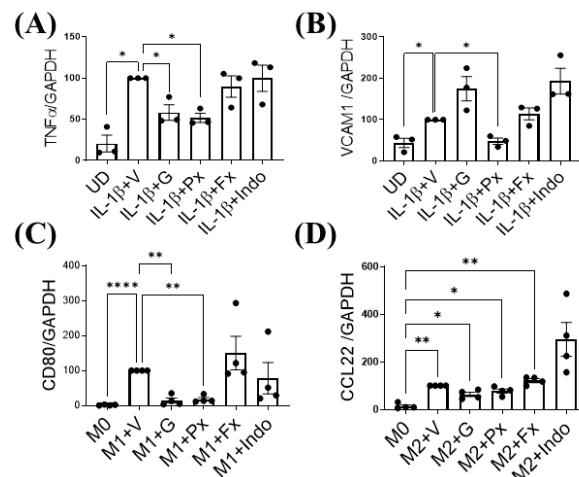 (A)
TNFα/GAPDH
150
100
50
0
*
*
*
UD
IL-1β+V
IL-1β+G
IL-1β+Px
IL-1β+Fx
IL-1β+Indo
(B)
VCAM1 /GAPDH
300
200
100
0
*
*
UD
IL-1β+V
IL-1β+G
IL-1β+Px
IL-1β+Fx
IL-1β+Indo
(C)
CD80/GAPDH
400
300
200
100
0
**
****
**
M0
M1+V
M1+G
M1+Px
M1+Fx
M1+Indo
(D)
CCL22 /GAPDH
600
400
200
0
**
*
*
**
M0
M2+V
M2+G
M2+Px
M2+Fx
M2+Indo